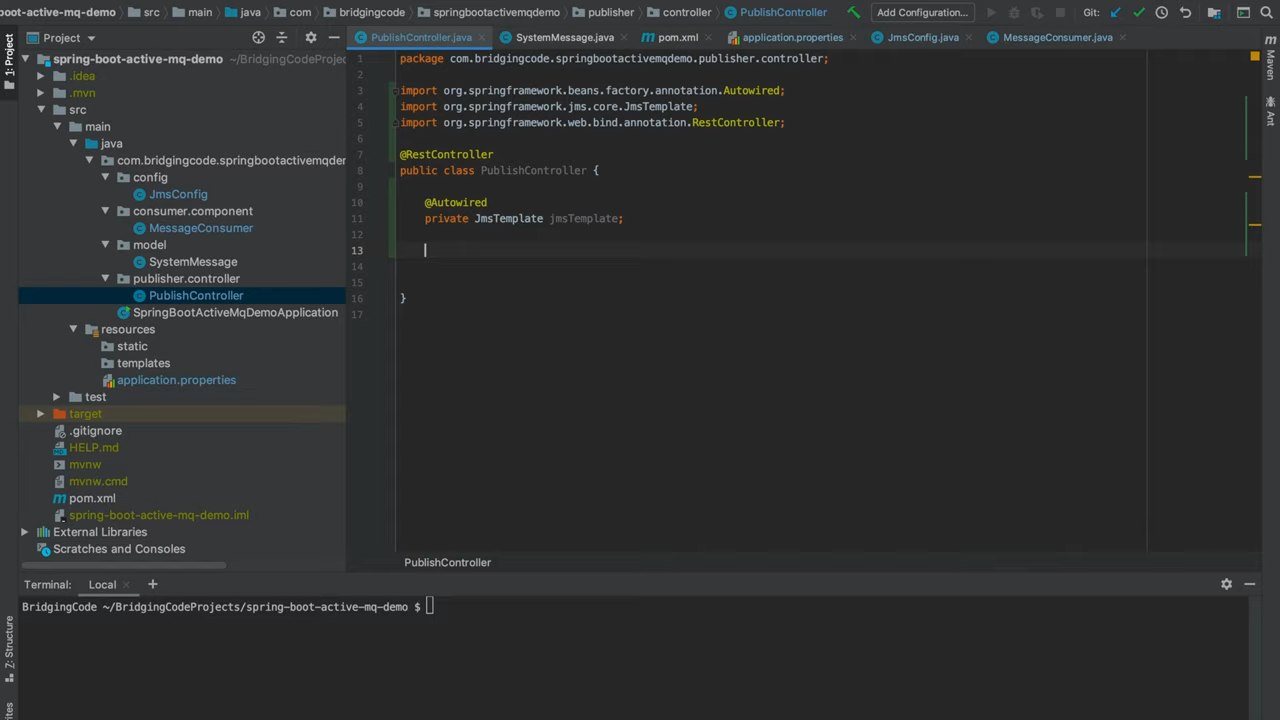 boot-active-mq-demo src main java com bridgingcode springbootactivemqdemo publisher controller PublishController Add Configuration... Git:
Project PublishController.java SystemMessage.java pom.xml application.properties JmsConfig.java MessageConsumer.java
1: Project
Maven
Ant
Z: Structure
spring-boot-active-mq-demo ~/BridgingCodeProjec
.idea
.mvn
src
main
java
com.bridgingcode.springbootactivemqdem
config
JmsConfig
consumer.component
MessageConsumer
model
SystemMessage
publisher.controller
PublishController
SpringBootActiveMqDemoApplication
resources
static
templates
application.properties
test
target
.gitignore
HELP.md
mvnw
mvnw.cmd
pom.xml
spring-boot-active-mq-demo.iml
External Libraries
Scratches and Consoles
1 package com.bridgingcode.springbootactivemqdemo.publisher.controller;
2
3 import org.springframework.beans.factory.annotation.Autowired;
4 import org.springframework.jms.core.JmsTemplate;
5 import org.springframework.web.bind.annotation.RestController;
6
7 @RestController
8 public class PublishController {
9
10 @Autowired
11 private JmsTemplate jmsTemplate;
12
13
14
15
16 }
17
PublishController
Terminal: Local +
BridgingCode ~/BridgingCodeProjects/spring-boot-active-mq-demo $